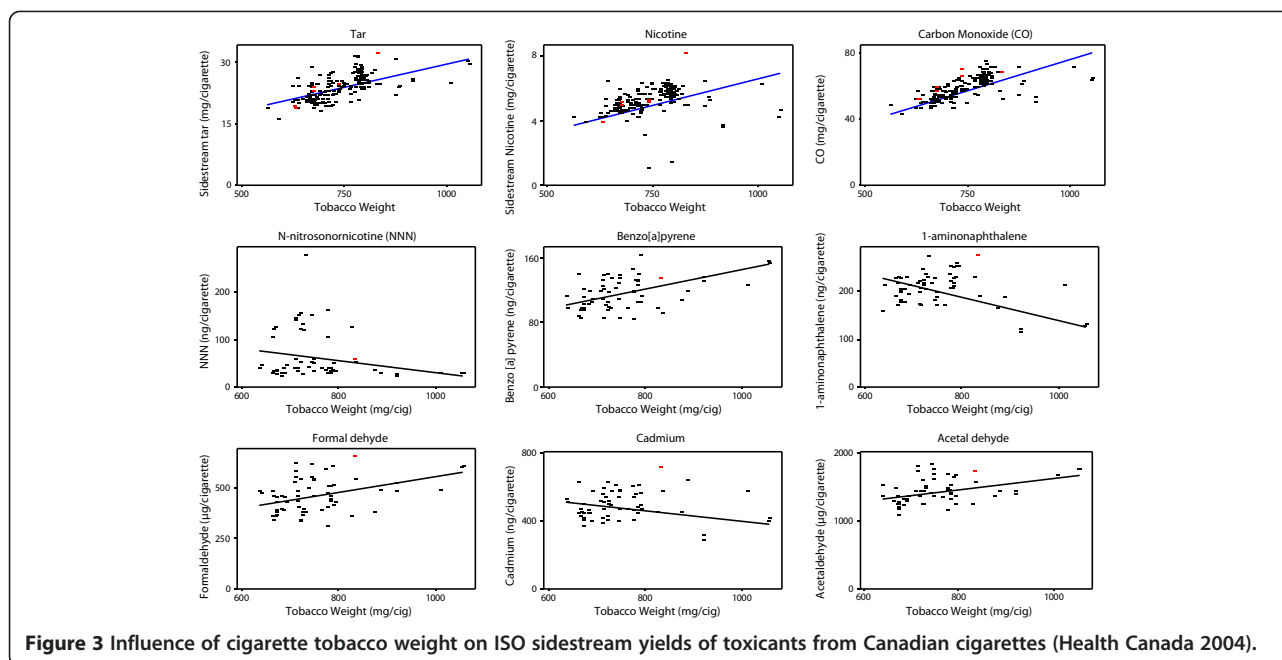 Tar
Nicotine
Carbon Monoxide (CO)
Sidestream tar (mg/cigarette)
30
15
0
500
750
1000
Tobacco Weight
Sidestream Nicotine (mg/cigarette)
8
4
0
500
750
1000
Tobacco Weight
CO (mg/cigarette)
80
40
0
500
750
1000
Tobacco Weight
N-nitrosonornicotine (NNN)
Benzo[a]pyrene
1-aminonaphthalene
NNN (ng/cigarette)
200
100
0
600
800
1000
Tobacco Weight (mg/cig)
Benzo [a] pyrene (ng/cigarette)
160
80
0
600
800
1000
Tobacco Weight (mg/cig)
1-aminonaphthalene (ng/cigarette)
200
100
0
600
800
1000
Tobacco Weight (mg/cig)
Formal dehyde
Cadmium
Acetal dehyde
Formaldehyde (µg/cigarette)
500
250
0
600
800
1000
Tobacco Weight (mg/cig)
Cadmium (ng/cigarette)
800
400
0
600
800
1000
Tobacco Weight (mg/cig)
Acetaldehyde (µg/cigarette)
2000
1000
0
600
800
1000
Tobacco Weight (mg/cig)
Figure 3 Influence of cigarette tobacco weight on ISO sidestream yields of toxicants from Canadian cigarettes (Health Canada 2004).